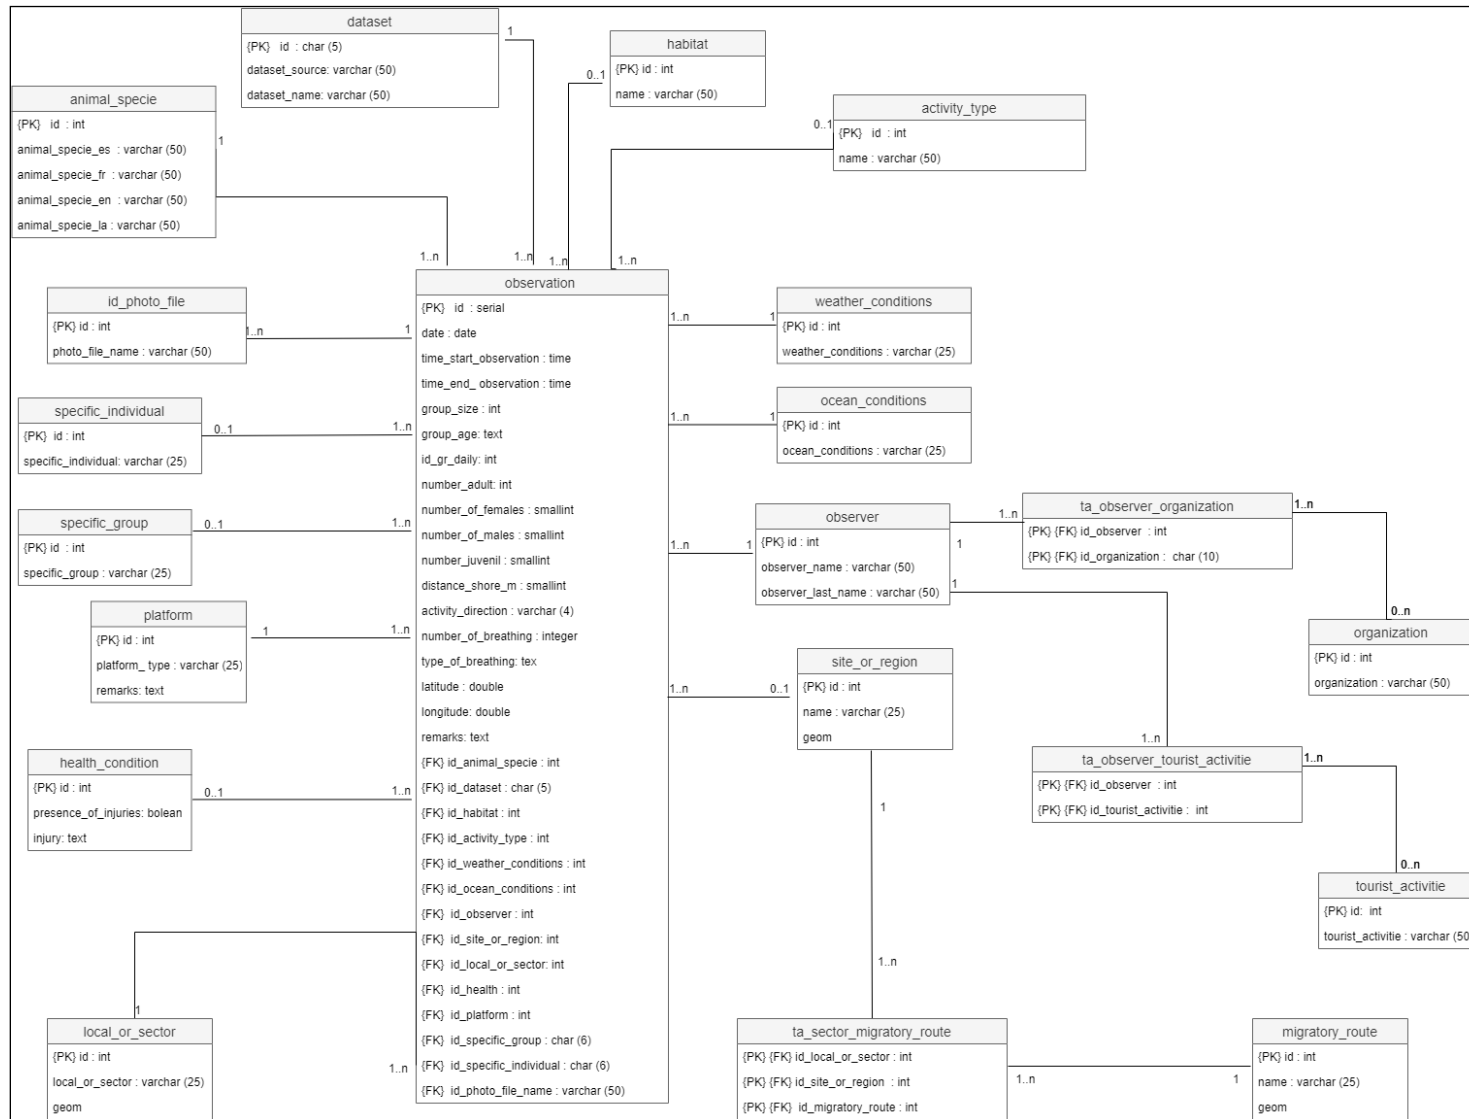 dataset
{PK} id : char (5)
dataset_source: varchar (50)
dataset_name: varchar (50)
1
1..n
habitat
{PK} id : int
name : varchar (50)
0..1
1..n
animal_specie
{PK} id : int
animal_specie_es : varchar (50)
animal_specie_fr : varchar (50)
animal_specie_en : varchar (50)
animal_specie_la : varchar (50)
1
1..n
activity_type
{PK} id : int
name : varchar (50)
0..1
1..n
observation
{PK} id : serial
date : date
time_start_observation : time
time_end_ observation : time
group_size : int
group_age: text
id_gr_daily: int
number_adult: int
number_of_females : smallint
number_of_males : smallint
number_juvenil : smallint
distance_shore_m : smallint
activity_direction : varchar (4)
number_of_breathing : integer
type_of_breathing: tex
latitude : double
longitude: double
remarks: text
{FK} id_animal_specie : int
{FK} id_dataset : char (5)
{FK} id_habitat : int
{FK} id_activity_type : int
{FK} id_weather_conditions : int
{FK} id_ocean_conditions : int
{FK} id_observer : int
{FK} id_site_or_region: int
{FK} id_local_or_sector: int
{FK} id_health : int
{FK} id_platform : int
{FK} id_specific_group : char (6)
{FK} id_specific_individual : char (6)
{FK} id_photo_file_name : varchar (50)
id_photo_file
{PK} id : int
photo_file_name : varchar (50)
1..n
1
specific_individual
{PK} id : int
specific_individual: varchar (25)
0..1
1..n
specific_group
{PK} id : int
specific_group : varchar (25)
0..1
1..n
platform
{PK} id : int
platform_ type : varchar (25)
remarks: text
1
1..n
health_condition
{PK} id : int
presence_of_injuries: bolean
injury: text
0..1
1..n
local_or_sector
{PK} id : int
local_or_sector : varchar (25)
geom
1
1..n
weather_conditions
{PK} id : int
weather_conditions : varchar (25)
1..n
1
ocean_conditions
{PK} id : int
ocean_conditions : varchar (25)
1..n
1
observer
{PK} id : int
observer_name : varchar (50)
observer_last_name : varchar (50)
1..n
1
1
1..n
1
ta_observer_organization
{PK} {FK} id_observer : int
{PK} {FK} id_organization : char (10)
1..n
0..n
organization
{PK} id : int
organization : varchar (50)
site_or_region
{PK} id : int
name : varchar (25)
geom
1..n
0..1
1
1..n
ta_observer_tourist_activitie
{PK} {FK} id_observer : int
{PK} {FK} id_tourist_activitie : int
1..n
1..n
0..n
tourist_activitie
{PK} id: int
tourist_activitie : varchar (50
ta_sector_migratory_route
{PK} {FK} id_local_or_sector : int
{PK} {FK} id_site_or_region : int
{PK} {FK} id_migratory_route : int
1..n
1
migratory_route
{PK} id : int
name : varchar (25)
geom